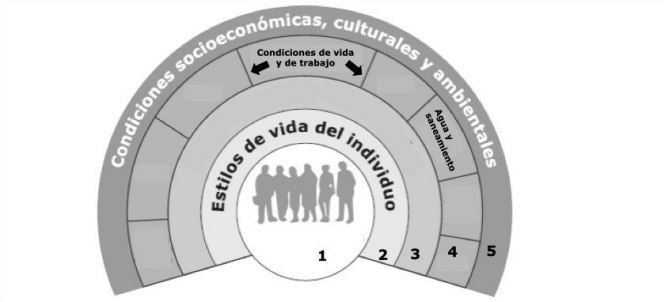 Condiciones socioeconómicas, culturales y ambientales
Condiciones de vida
y de trabajo
Agua y
saneamiento
Estilos de vida del individuo
1
2
3
4
5